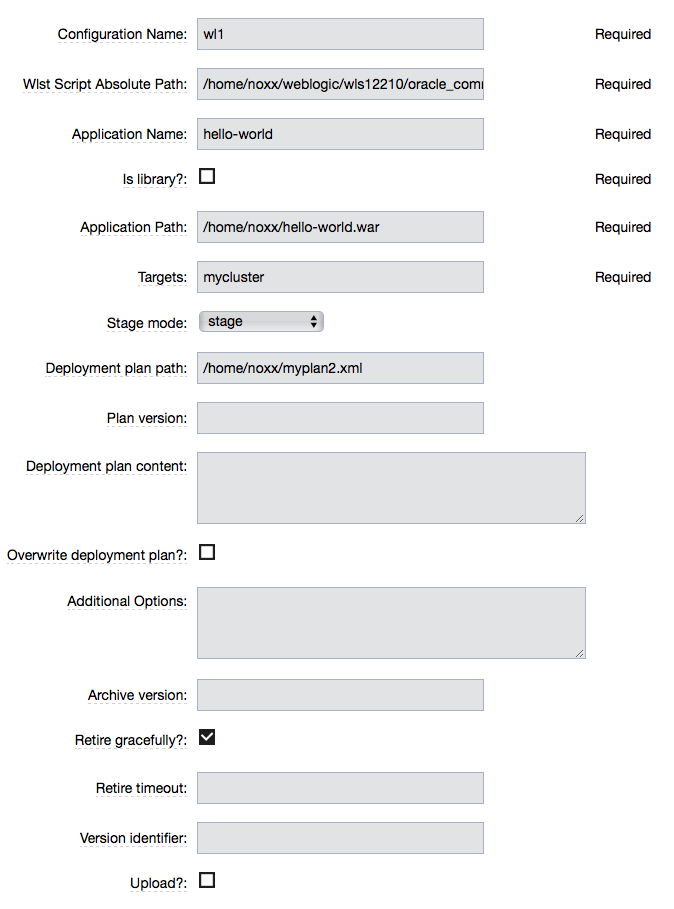 Configuration Name: wl1 Required
Wlst Script Absolute Path: /home/noxx/weblogic/wls12210/oracle_com Required
Application Name: hello-world Required
Is library?: Required
Application Path: /home/noxx/hello-world.war Required
Targets: mycluster Required
Stage mode: stage
Deployment plan path: /home/noxx/myplan2.xml
Plan version:
Deployment plan content:
Overwrite deployment plan?:
Additional Options:
Archive version:
Retire gracefully?:
Retire timeout:
Version identifier:
Upload?: